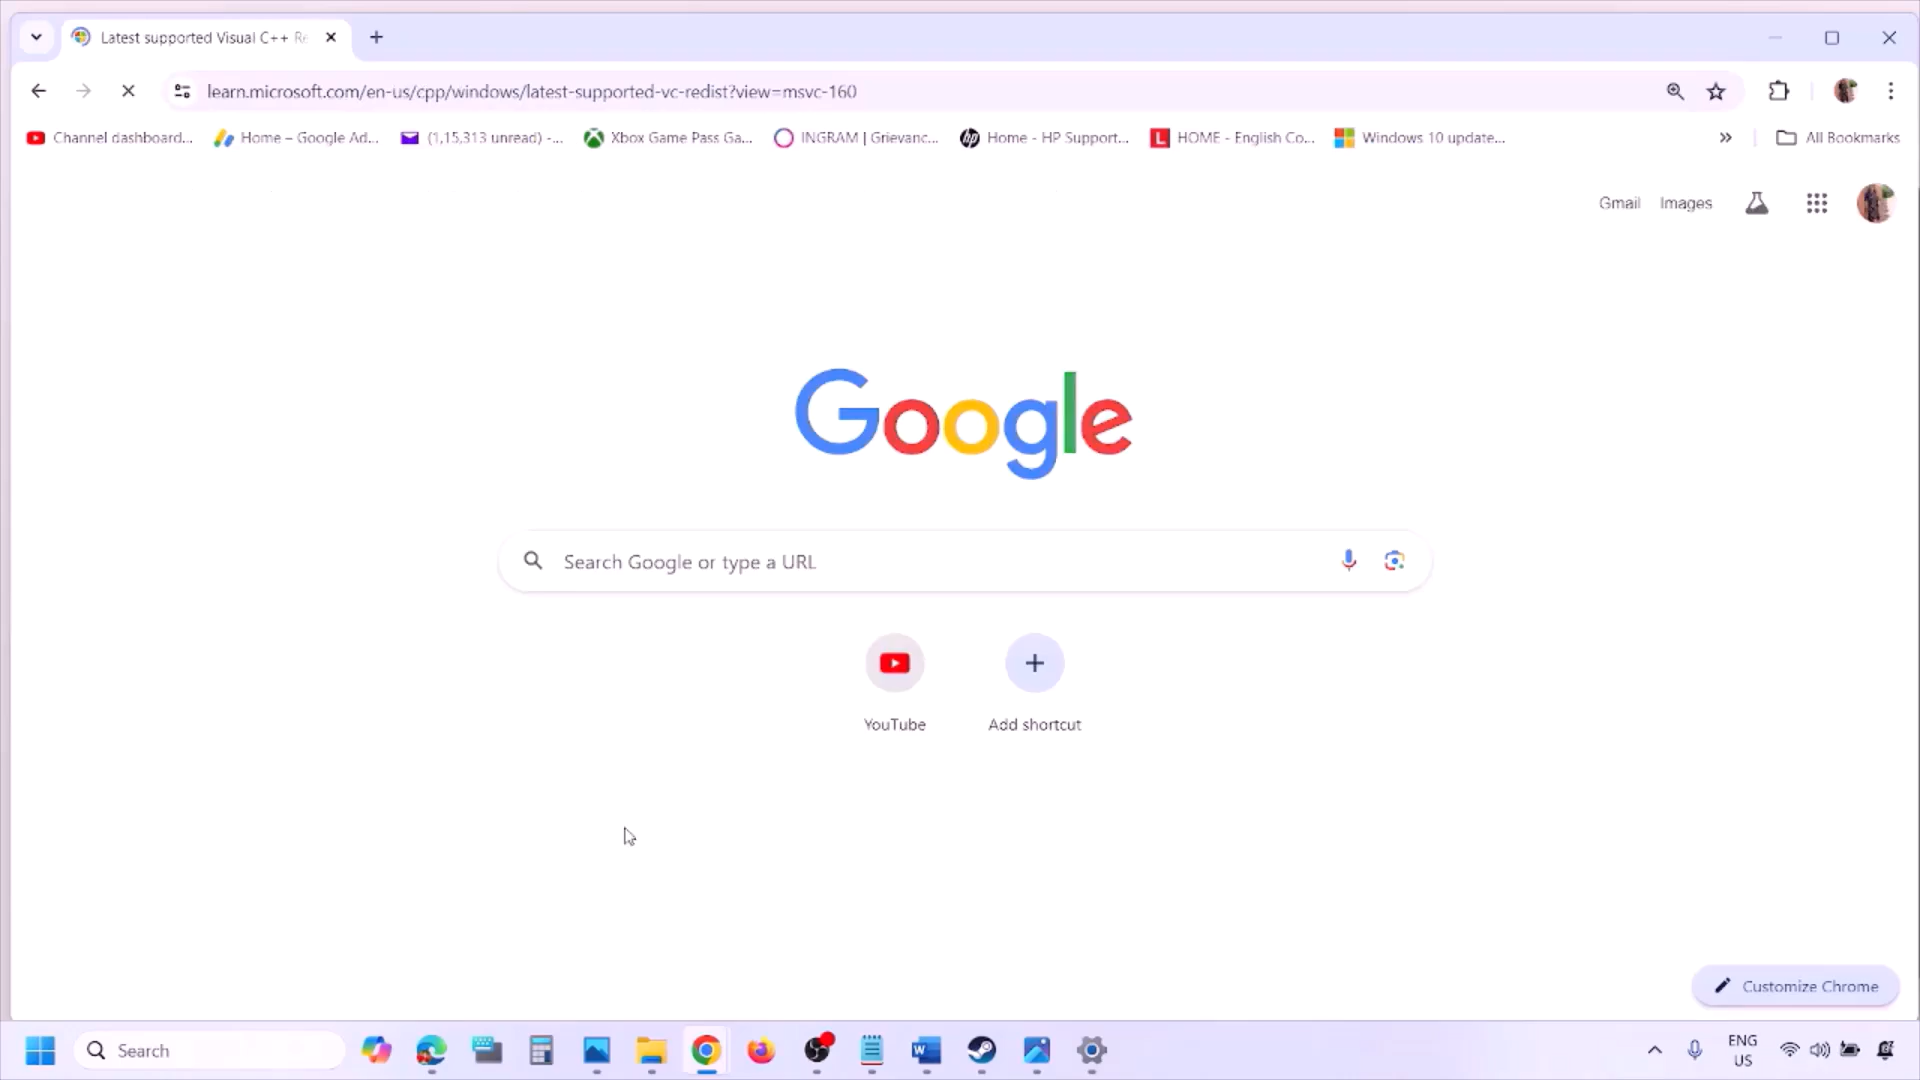 Latest supported Visual C++ Re
learn.microsoft.com/en-us/cpp/windows/latest-supported-vc-redist?view=msvc-160
Channel dashboard...
Home – Google Ad...
(1,15,313 unread) -...
Xbox Game Pass Ga...
INGRAM | Grievanc...
Home - HP Support...
HOME - English Co...
Windows 10 update...
All Bookmarks
Gmail
Images
Google
Search Google or type a URL
YouTube
Add shortcut
Customize Chrome
Search
ENG
US